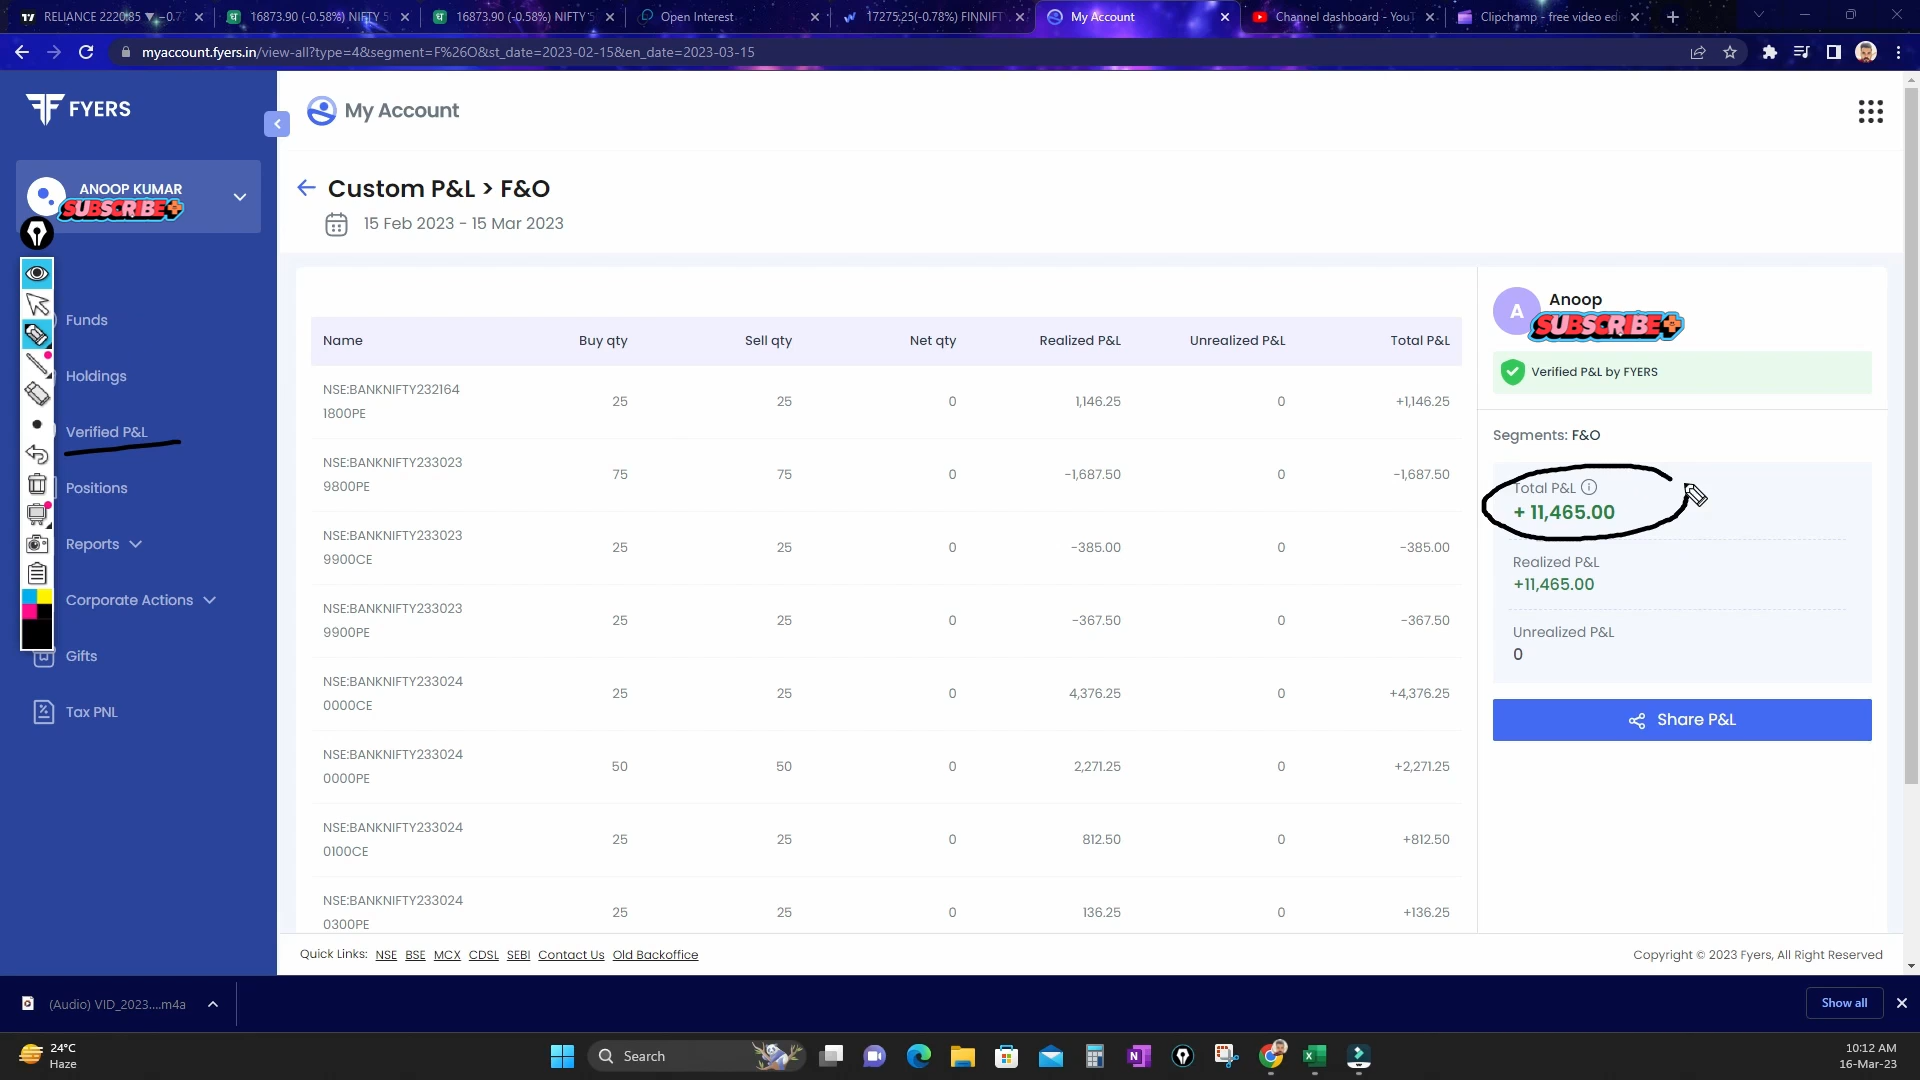 RELIANCE 2220.85 ▼ −0.7
16873.90 (-0.58%) NIFTY 5
16873.90 (-0.58%) NIFTY 5
Open Interest
17275.25(-0.78%) FINNIFT
My Account
Channel dashboard - YouT
Clipchamp - free video edi
myaccount.fyers.in/view-all?type=4&segment=F%26O&st_date=2023-02-15&en_date=2023-03-15
FYERS
My Account
ANOOP KUMAR
SUBSCRIBE
Custom P&L > F&O
15 Feb 2023 - 15 Mar 2023
Funds
Holdings
Verified P&L
Positions
Reports
Corporate Actions
Gifts
Tax PNL
Name Buy qty Sell qty Net qty Realized P&L Unrealized P&L Total P&L
NSE:BANKNIFTY232164
1800PE 25 25 0 1,146.25 0 +1,146.25
NSE:BANKNIFTY233023
9800PE 75 75 0 -1,687.50 0 -1,687.50
NSE:BANKNIFTY233023
9900CE 25 25 0 -385.00 0 -385.00
NSE:BANKNIFTY233023
9900PE 25 25 0 -367.50 0 -367.50
NSE:BANKNIFTY233024
0000CE 25 25 0 4,376.25 0 +4,376.25
NSE:BANKNIFTY233024
0000PE 50 50 0 2,271.25 0 +2,271.25
NSE:BANKNIFTY233024
0100CE 25 25 0 812.50 0 +812.50
NSE:BANKNIFTY233024
0300PE 25 25 0 136.25 0 +136.25
A
Anoop
SUBSCRIBE
Verified P&L by FYERS
Segments: F&O
Total P&L
+ 11,465.00
Realized P&L
+11,465.00
Unrealized P&L
0
Share P&L
Quick Links: NSE BSE MCX CDSL SEBI Contact Us Old Backoffice
Copyright © 2023 Fyers, All Right Reserved
(Audio) VID_2023....m4a
Show all
24°C
Haze
Search
10:12 AM
16-Mar-23